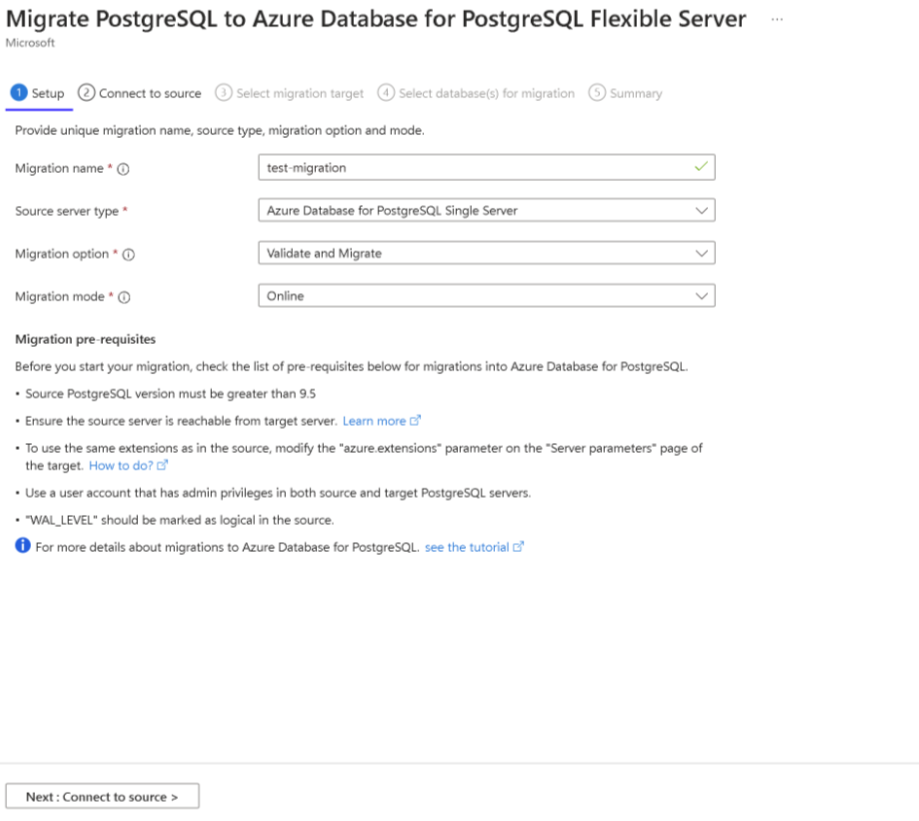 Migrate PostgreSQL to Azure Database for PostgreSQL Flexible Server ...
Microsoft
1 Setup 2 Connect to source 3 Select migration target 4 Select database(s) for migration 5 Summary
Provide unique migration name, source type, migration option and mode.
Migration name * test-migration
Source server type * Azure Database for PostgreSQL Single Server
Migration option * Validate and Migrate
Migration mode * Online
Migration pre-requisites
Before you start your migration, check the list of pre-requisites below for migrations into Azure Database for PostgreSQL.
• Source PostgreSQL version must be greater than 9.5
• Ensure the source server is reachable from target server. Learn more
• To use the same extensions as in the source, modify the "azure.extensions" parameter on the "Server parameters" page of
the target. How to do?
• Use a user account that has admin privileges in both source and target PostgreSQL servers.
• "WAL_LEVEL" should be marked as logical in the source.
For more details about migrations to Azure Database for PostgreSQL. see the tutorial
Next : Connect to source >